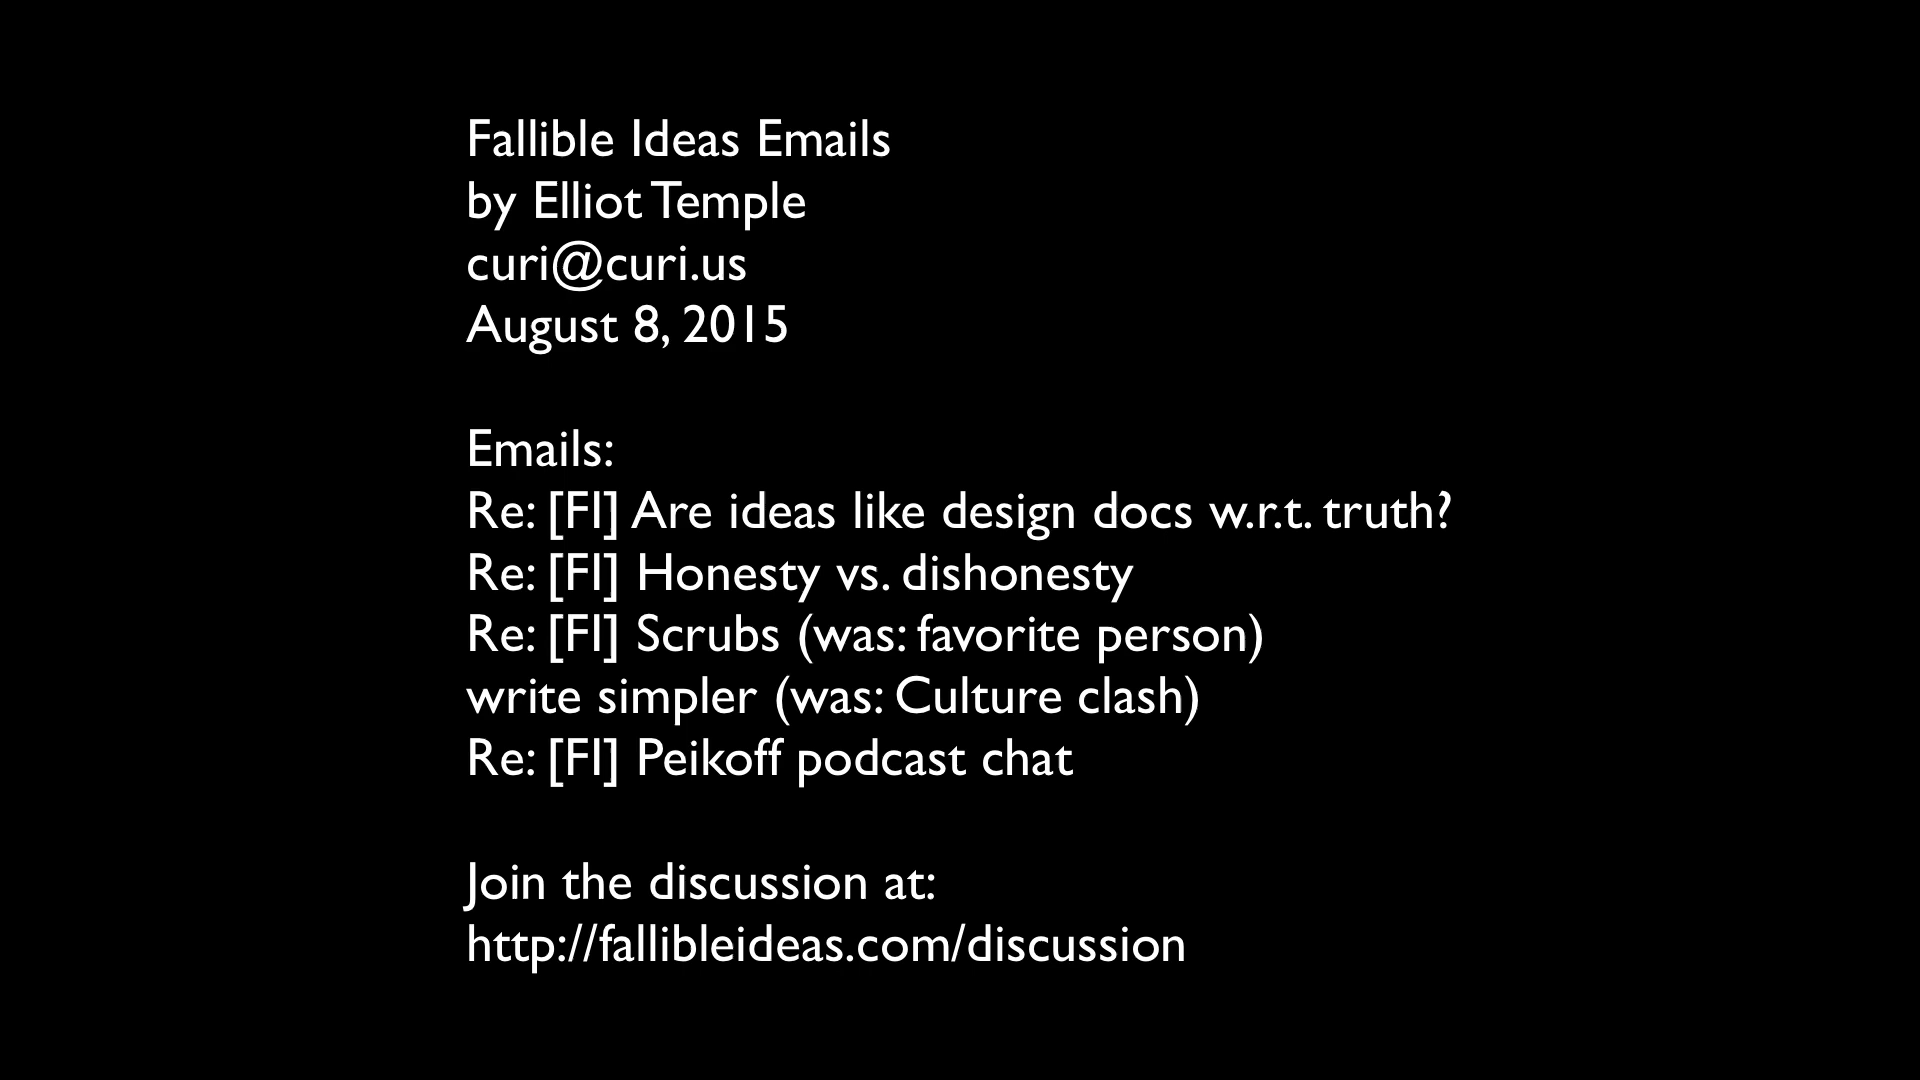 Fallible Ideas Emails
by Elliot Temple
curi@curi.us
August 8, 2015
Emails:
Re: [FI] Are ideas like design docs w.r.t. truth?
Re: [FI] Honesty vs. dishonesty
Re: [FI] Scrubs (was: favorite person)
write simpler (was: Culture clash)
Re: [FI] Peikoff podcast chat
Join the discussion at:
http://fallibleideas.com/discussion